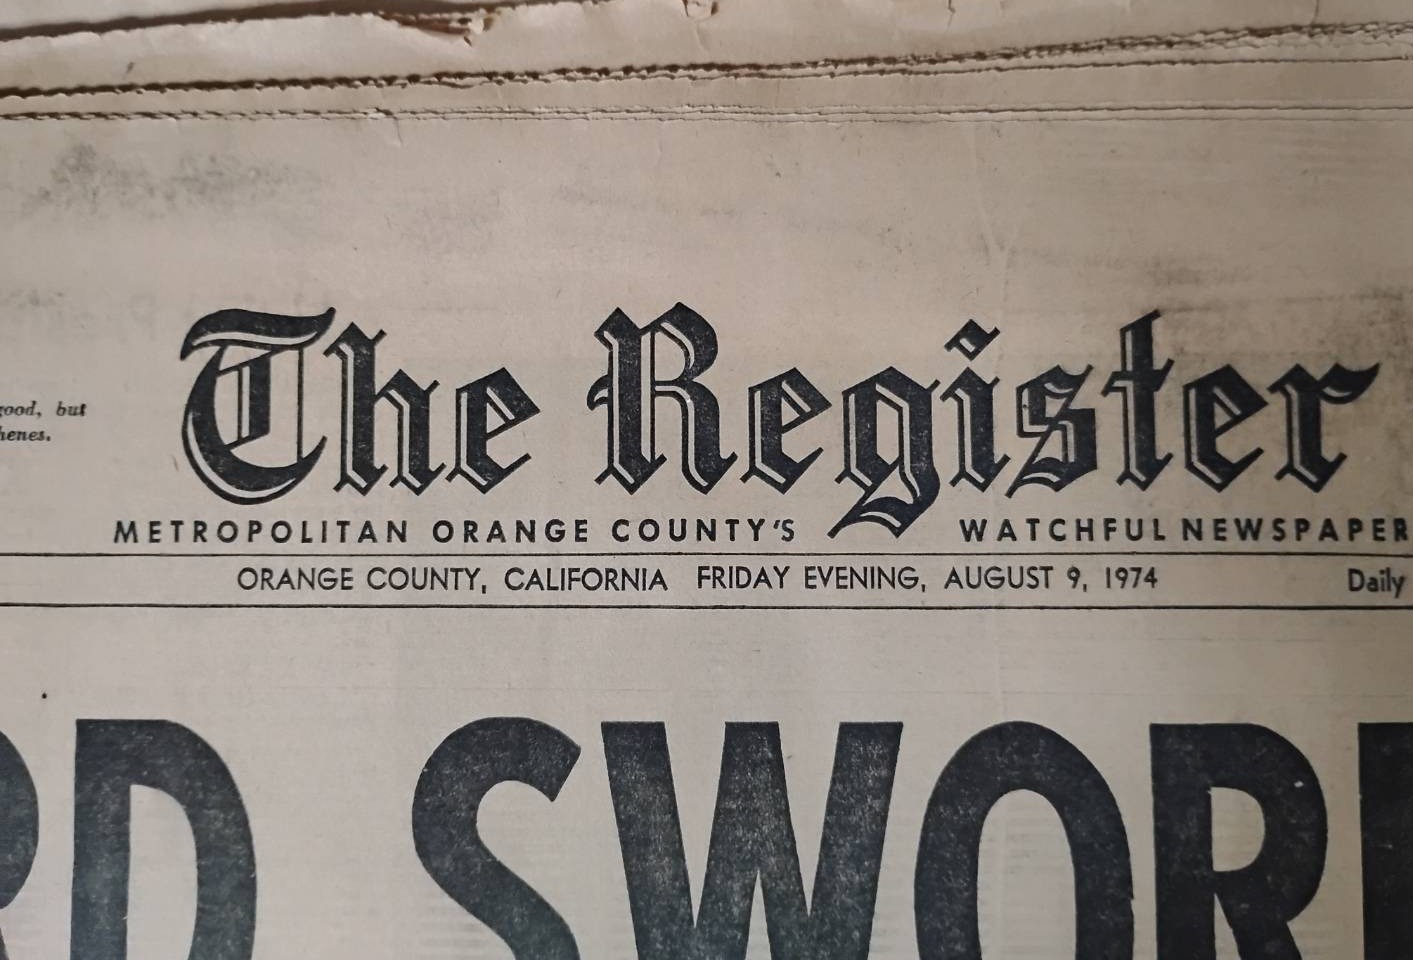 good, but
The Register
METROPOLITAN ORANGE COUNTY'S WATCHFUL NEWSPAPER
ORANGE COUNTY, CALIFORNIA FRIDAY EVENING, AUGUST 9, 1974 Daily
RD SWOR